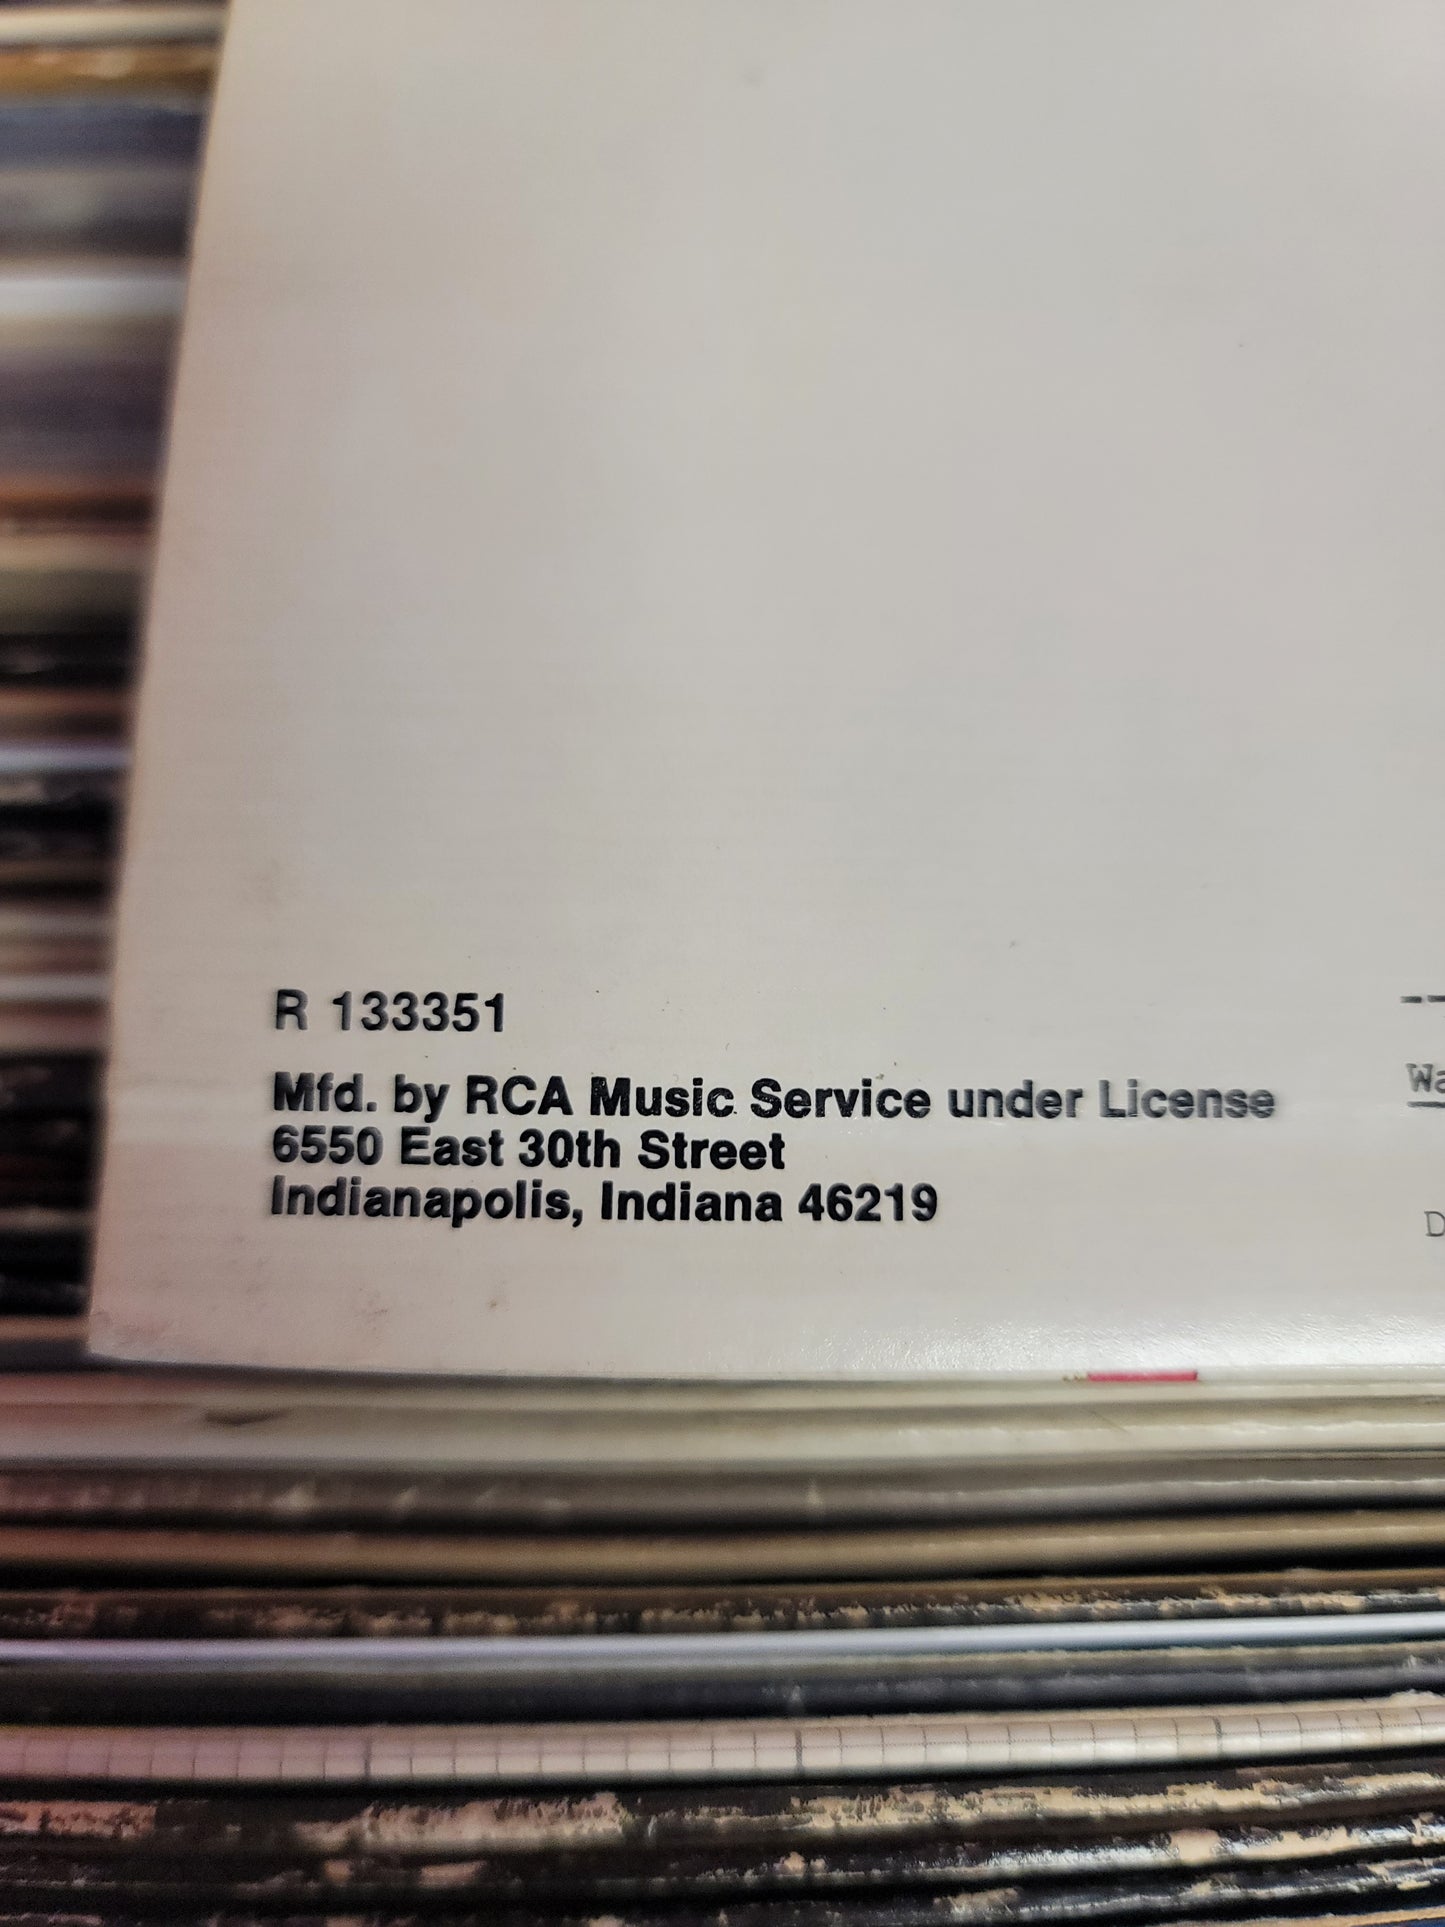 R 133351
Mfd. by RCA Music Service under License
6550 East 30th Street
Indianapolis, Indiana 46219